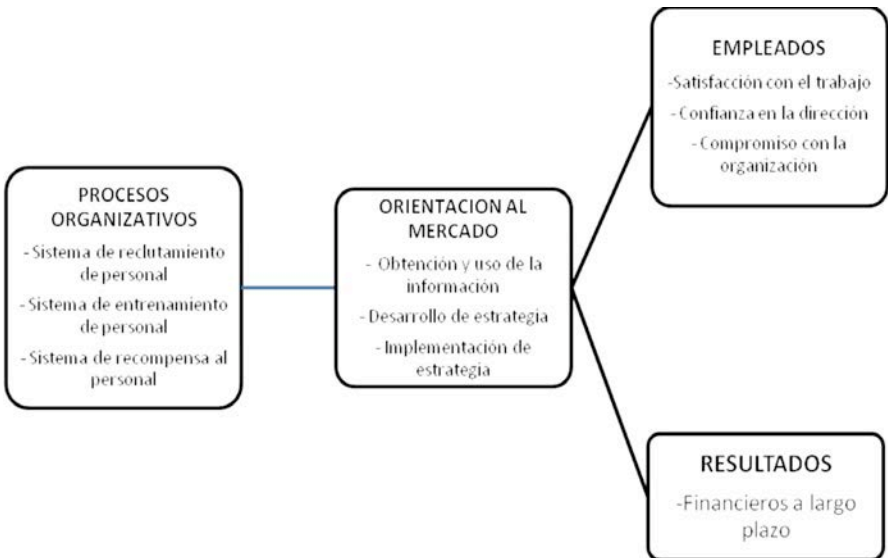 PROCESOS
ORGANIZATIVOS
- Sistema de reclutamiento
de personal
- Sistema de entrenamiento
de personal
- Sistema de recompensa al
personal
ORIENTACION AL
MERCADO
- Obtención y uso de la
información
- Desarrollo de estrategia
- Implementación de
estrategia
EMPLEADOS
-Satisfacción con el trabajo
- Confianza en la dirección
- Compromiso con la
organización
RESULTADOS
-Financieros a largo
plazo